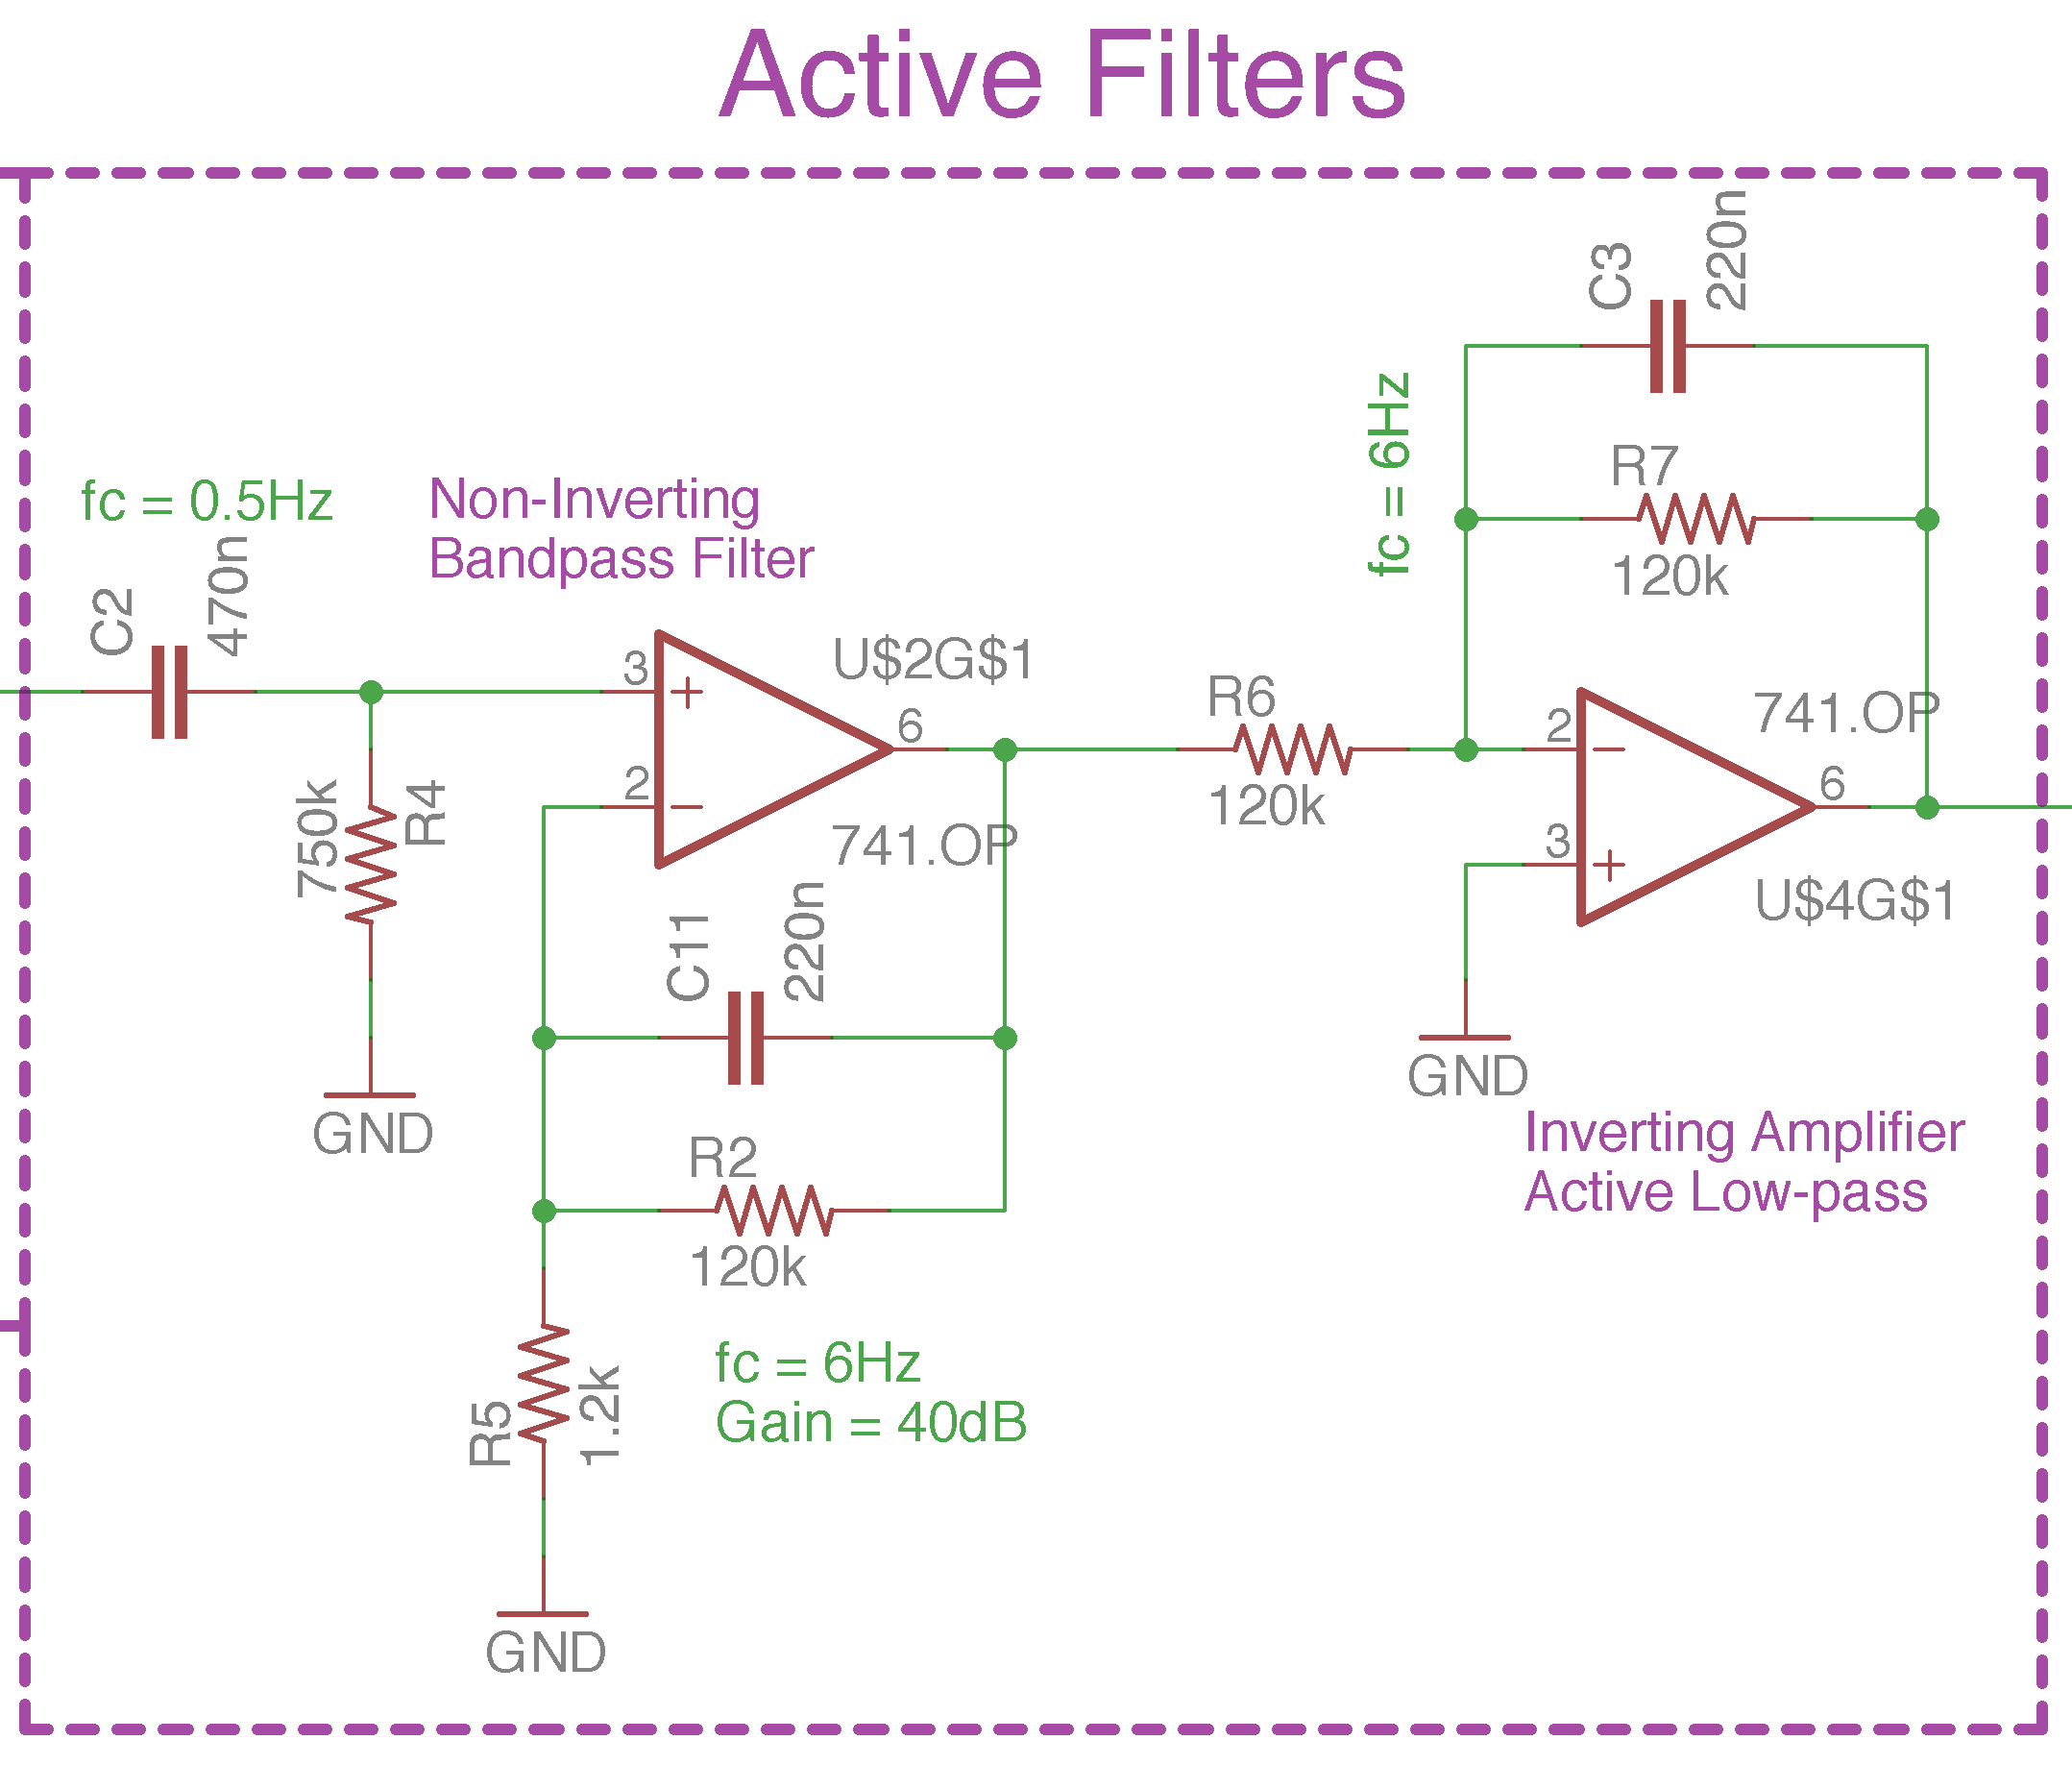 Active Filters
fc = 0.5Hz
C2
470n
Non-Inverting
Bandpass Filter
750k
R4
GND
3
2
6
U$2G$1
741.OP
C11
220n
R2
120k
fc = 6Hz
Gain = 40dB
R5
1.2k
GND
R6
120k
fc = 6Hz
C3
220n
R7
120k
2
3
6
741.OP
U$4G$1
GND
Inverting Amplifier
Active Low-pass